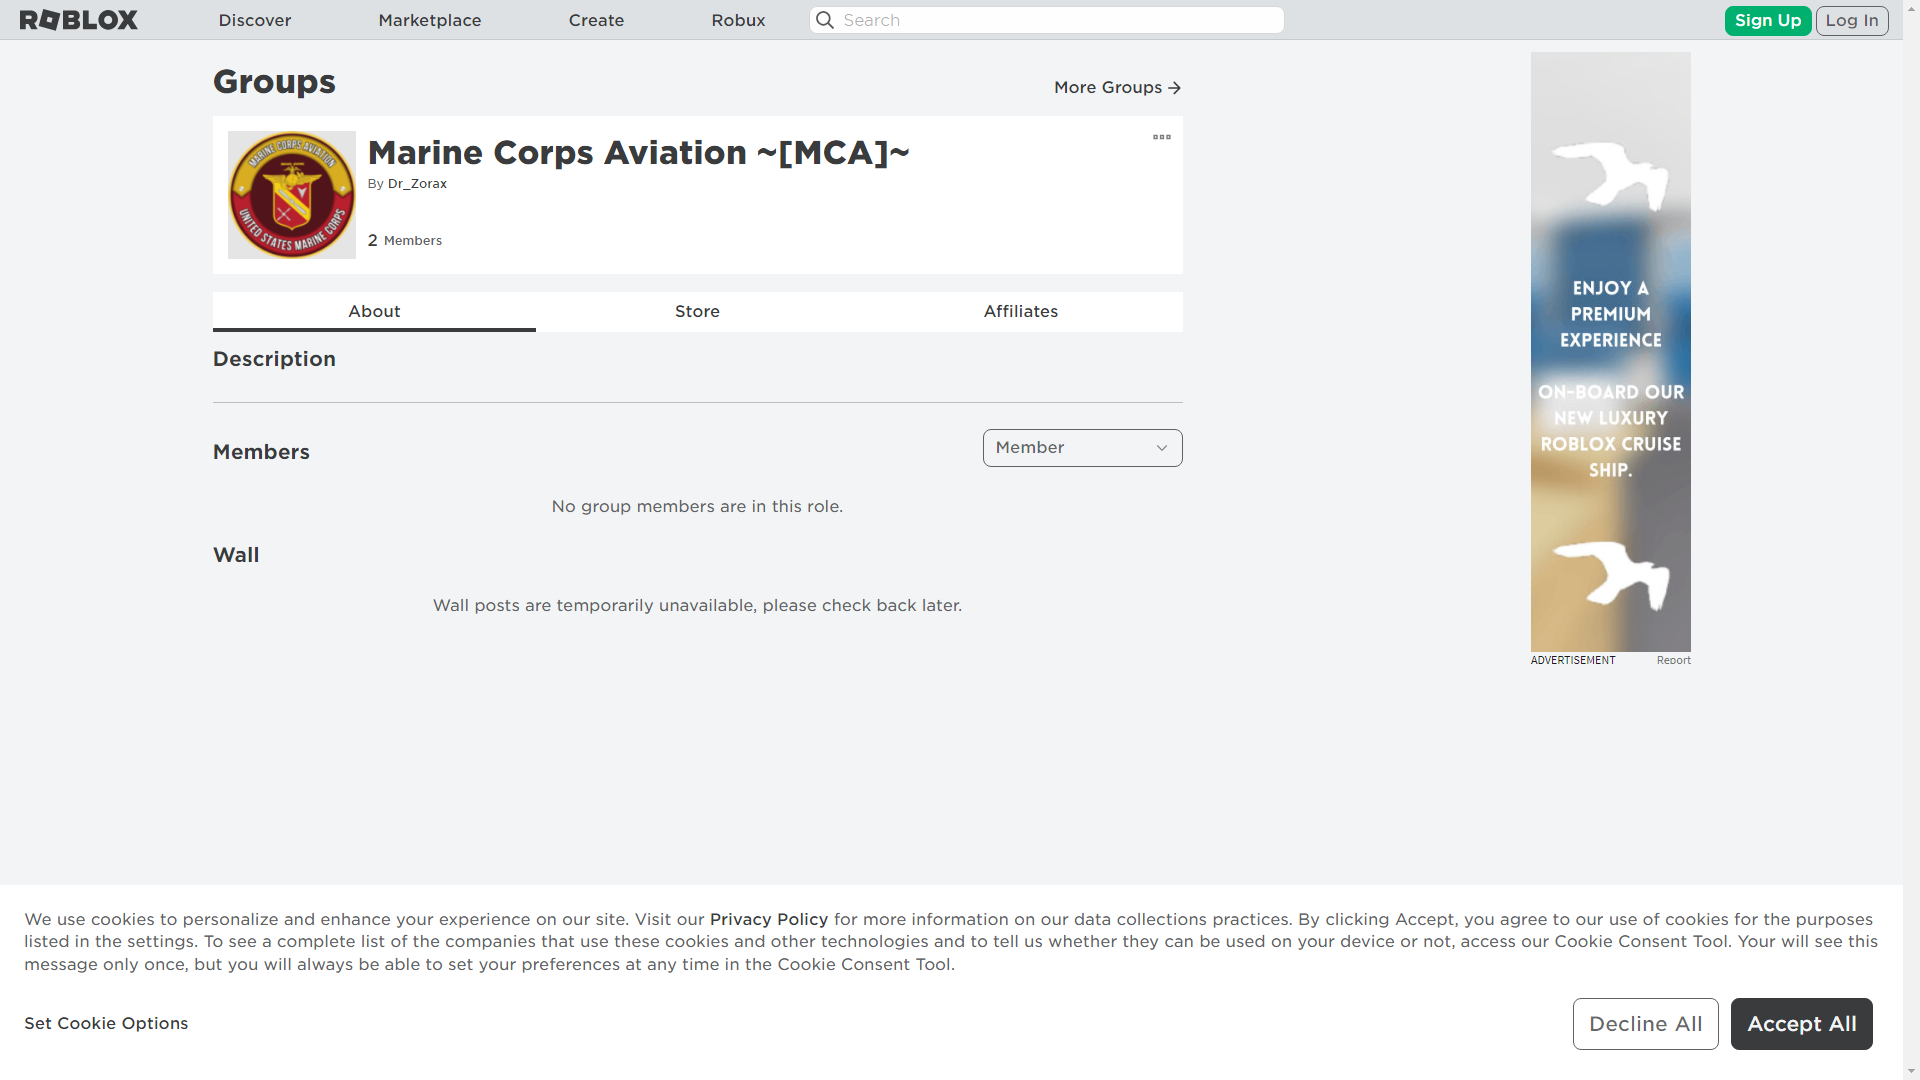 ROBLOX
Discover
Marketplace
Create
Robux
Search
Sign Up
Log In
Groups
More Groups
MARINE CORPS AVIATION
UNITED STATES MARINE CORPS
Marine Corps Aviation ~[MCA]~
By Dr_Zorax
2 Members
About
Store
Affiliates
Description
Members
Member
No group members are in this role.
Wall
Wall posts are temporarily unavailable, please check back later.
ENJOY A
PREMIUM
EXPERIENCE
ON-BOARD OUR
NEW LUXURY
ROBLOX CRUISE
SHIP.
ADVERTISEMENT
Report
We use cookies to personalize and enhance your experience on our site. Visit our Privacy Policy for more information on our data collections practices. By clicking Accept, you agree to our use of cookies for the purposes
listed in the settings. To see a complete list of the companies that use these cookies and other technologies and to tell us whether they can be used on your device or not, access our Cookie Consent Tool. Your will see this
message only once, but you will always be able to set your preferences at any time in the Cookie Consent Tool.
Set Cookie Options
Decline All
Accept All